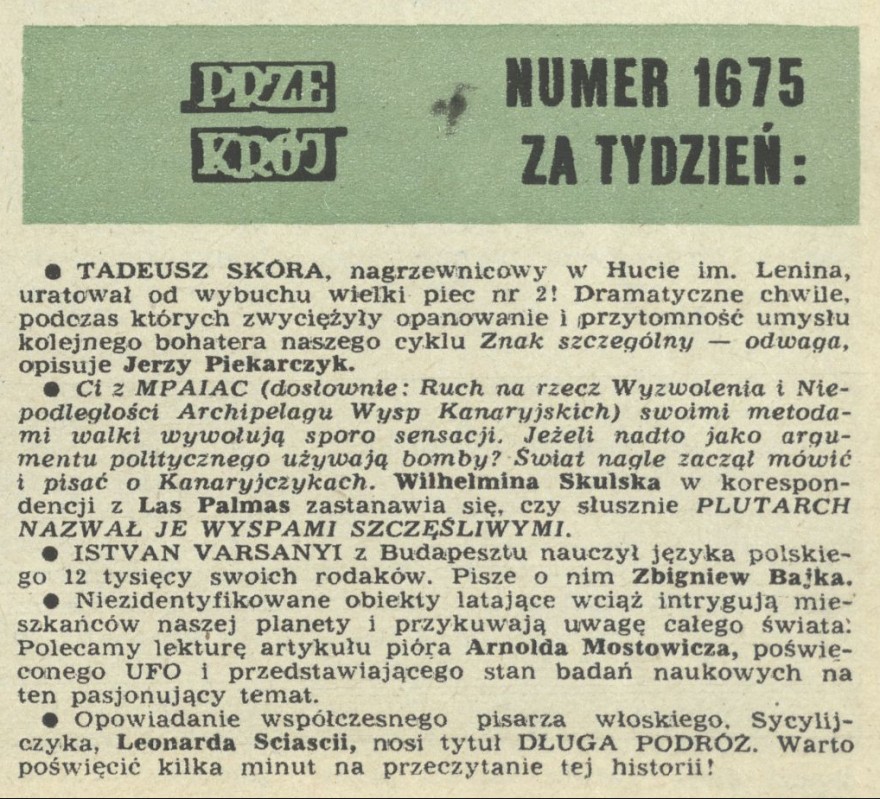 PRZE
KRÓJ
NUMER 1675
ZA TYDZIEŃ:
● TADEUSZ SKÓRA, nagrzewnicowy w Hucie im. Lenina,
uratował od wybuchu wielki piec nr 2! Dramatyczne chwile,
podczas których zwyciężyły opanowanie i przytomność umysłu
kolejnego bohatera naszego cyklu Znak szczególny — odwaga,
opisuje Jerzy Piekarczyk.
● Ci z MPAIAC (dosłownie: Ruch na rzecz Wyzwolenia i Nie-
podległości Archipelagu Wysp Kanaryjskich) swoimi metoda-
mi walki wywołują sporo sensacji. Jeżeli nadto jako argu-
mentu politycznego używają bomby? Świat nagle zaczął mówić
i pisać o Kanaryjczykach. Wilhelmina Skulska w korespon-
dencji z Las Palmas zastanawia się, czy słusznie PLUTARCH
NAZWAŁ JE WYSPAMI SZCZĘŚLIWYMI.
● ISTVAN VARSANYI z Budapesztu nauczył języka polskie-
go 12 tysięcy swoich rodaków. Pisze o nim Zbigniew Bajka.
● Niezidentyfikowane obiekty latające wciąż intrygują mie-
szkańców naszej planety i przykuwają uwagę całego świata.
Polecamy lekturę artykułu pióra Arnolda Mostowicza, poświę-
conego UFO i przedstawiającego stan badań naukowych na
ten pasjonujący temat.
● Opowiadanie współczesnego pisarza włoskiego, Sycylij-
czyka, Leonarda Sciascii, nosi tytuł DŁUGA PODRÓŻ. Warto
poświęcić kilka minut na przeczytanie tej historii!